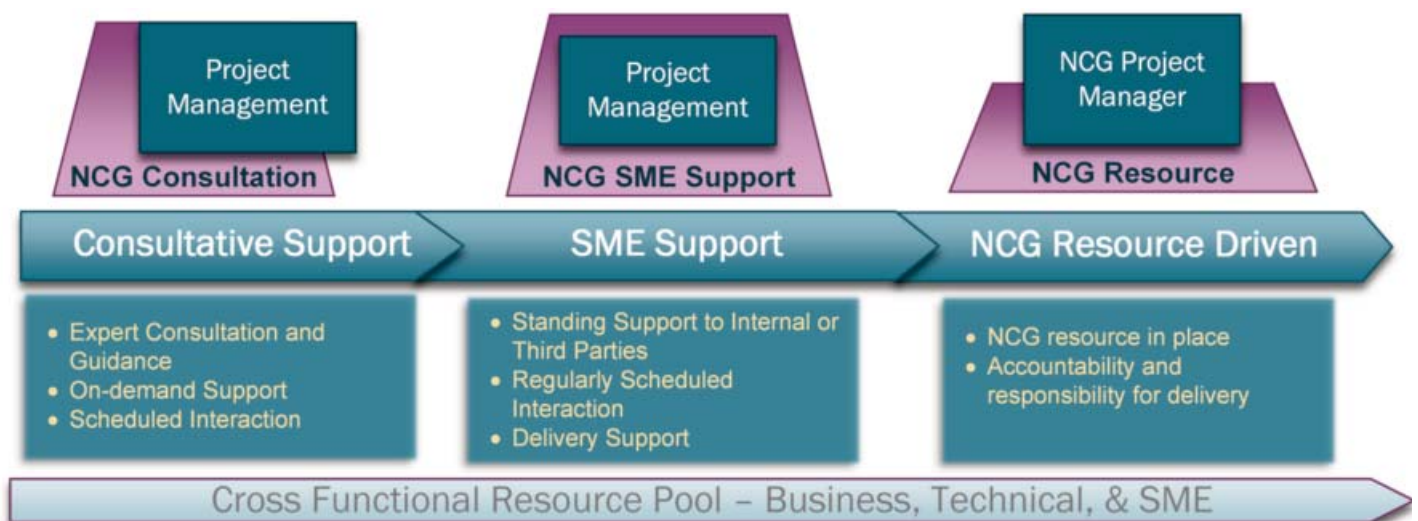 Project
Management
NCG Consultation
Project
Management
NCG SME Support
NCG Project
Manager
NCG Resource
Consultative Support
SME Support
NCG Resource Driven
• Expert Consultation and
Guidance
• On-demand Support
• Scheduled Interaction
• Standing Support to Internal or
Third Parties
• Regularly Scheduled
Interaction
• Delivery Support
• NCG resource in place
• Accountability and
responsibility for delivery
Cross Functional Resource Pool – Business, Technical, & SME